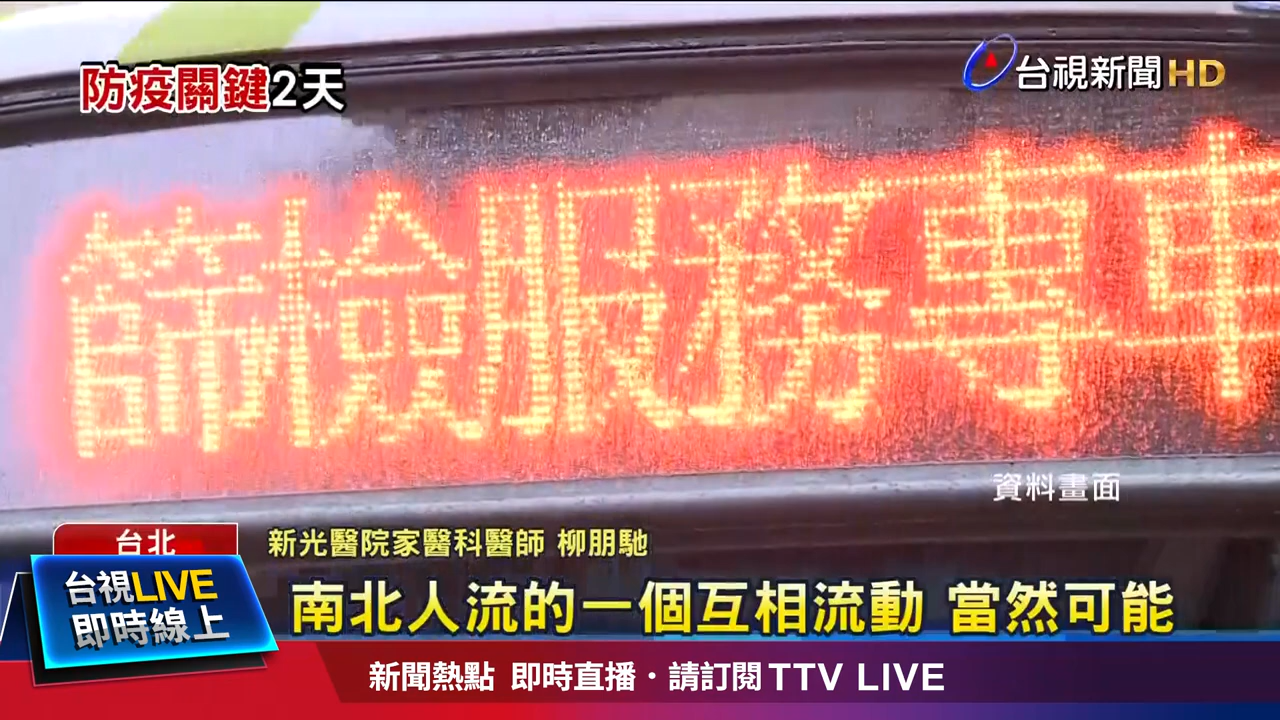 防疫關鍵2天
台視新聞HD
篩檢服務專車
資料畫面
台北
新光醫院家醫科醫師 柳朋馳
台視LIVE
即時線上
南北人流的一個互相流動 當然可能
新聞熱點 即時直播・請訂閱TTV LIVE